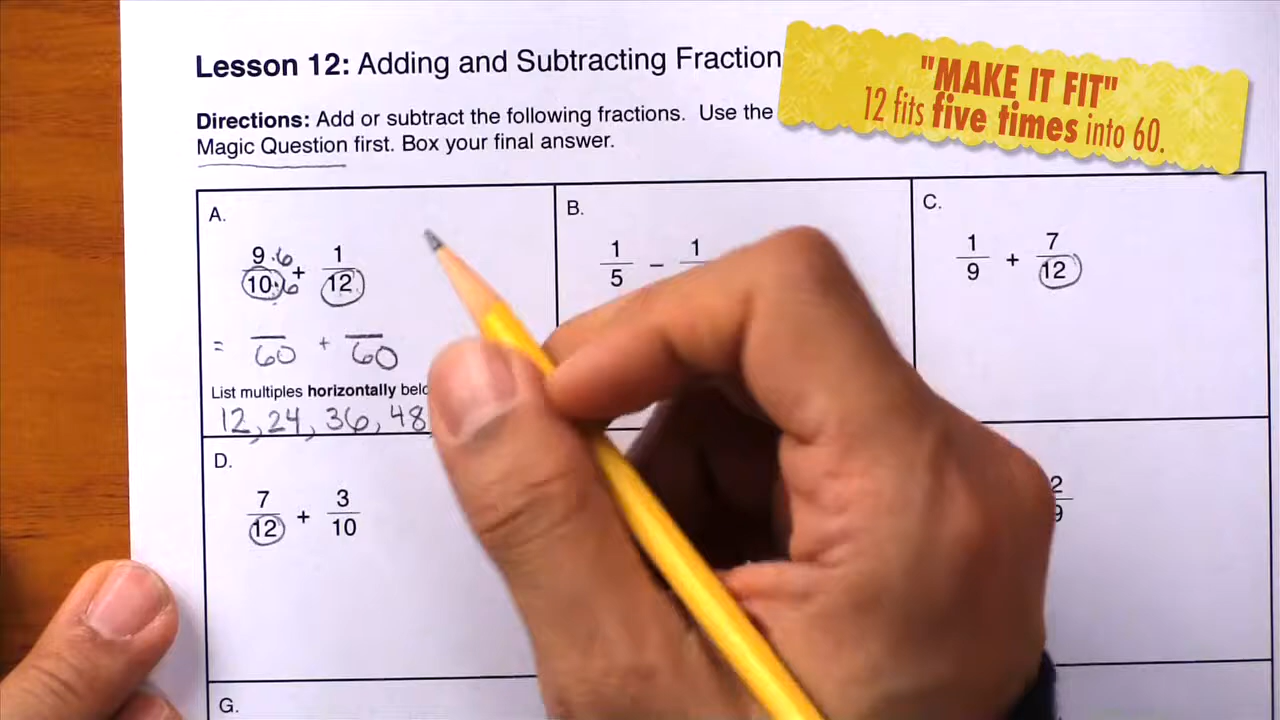 Lesson 12: Adding and Subtracting Fraction
"MAKE IT FIT"
12 fits five times into 60.
Directions: Add or subtract the following fractions. Use the
Magic Question first. Box your final answer.
A.
9·6 1
10·6 + 12
= 60 + 60
List multiples horizontally
12, 24, 36, 48
B.
1 1
5 –
C.
1 7
9 + 12
D.
7 3
12 + 10
2
9
G.